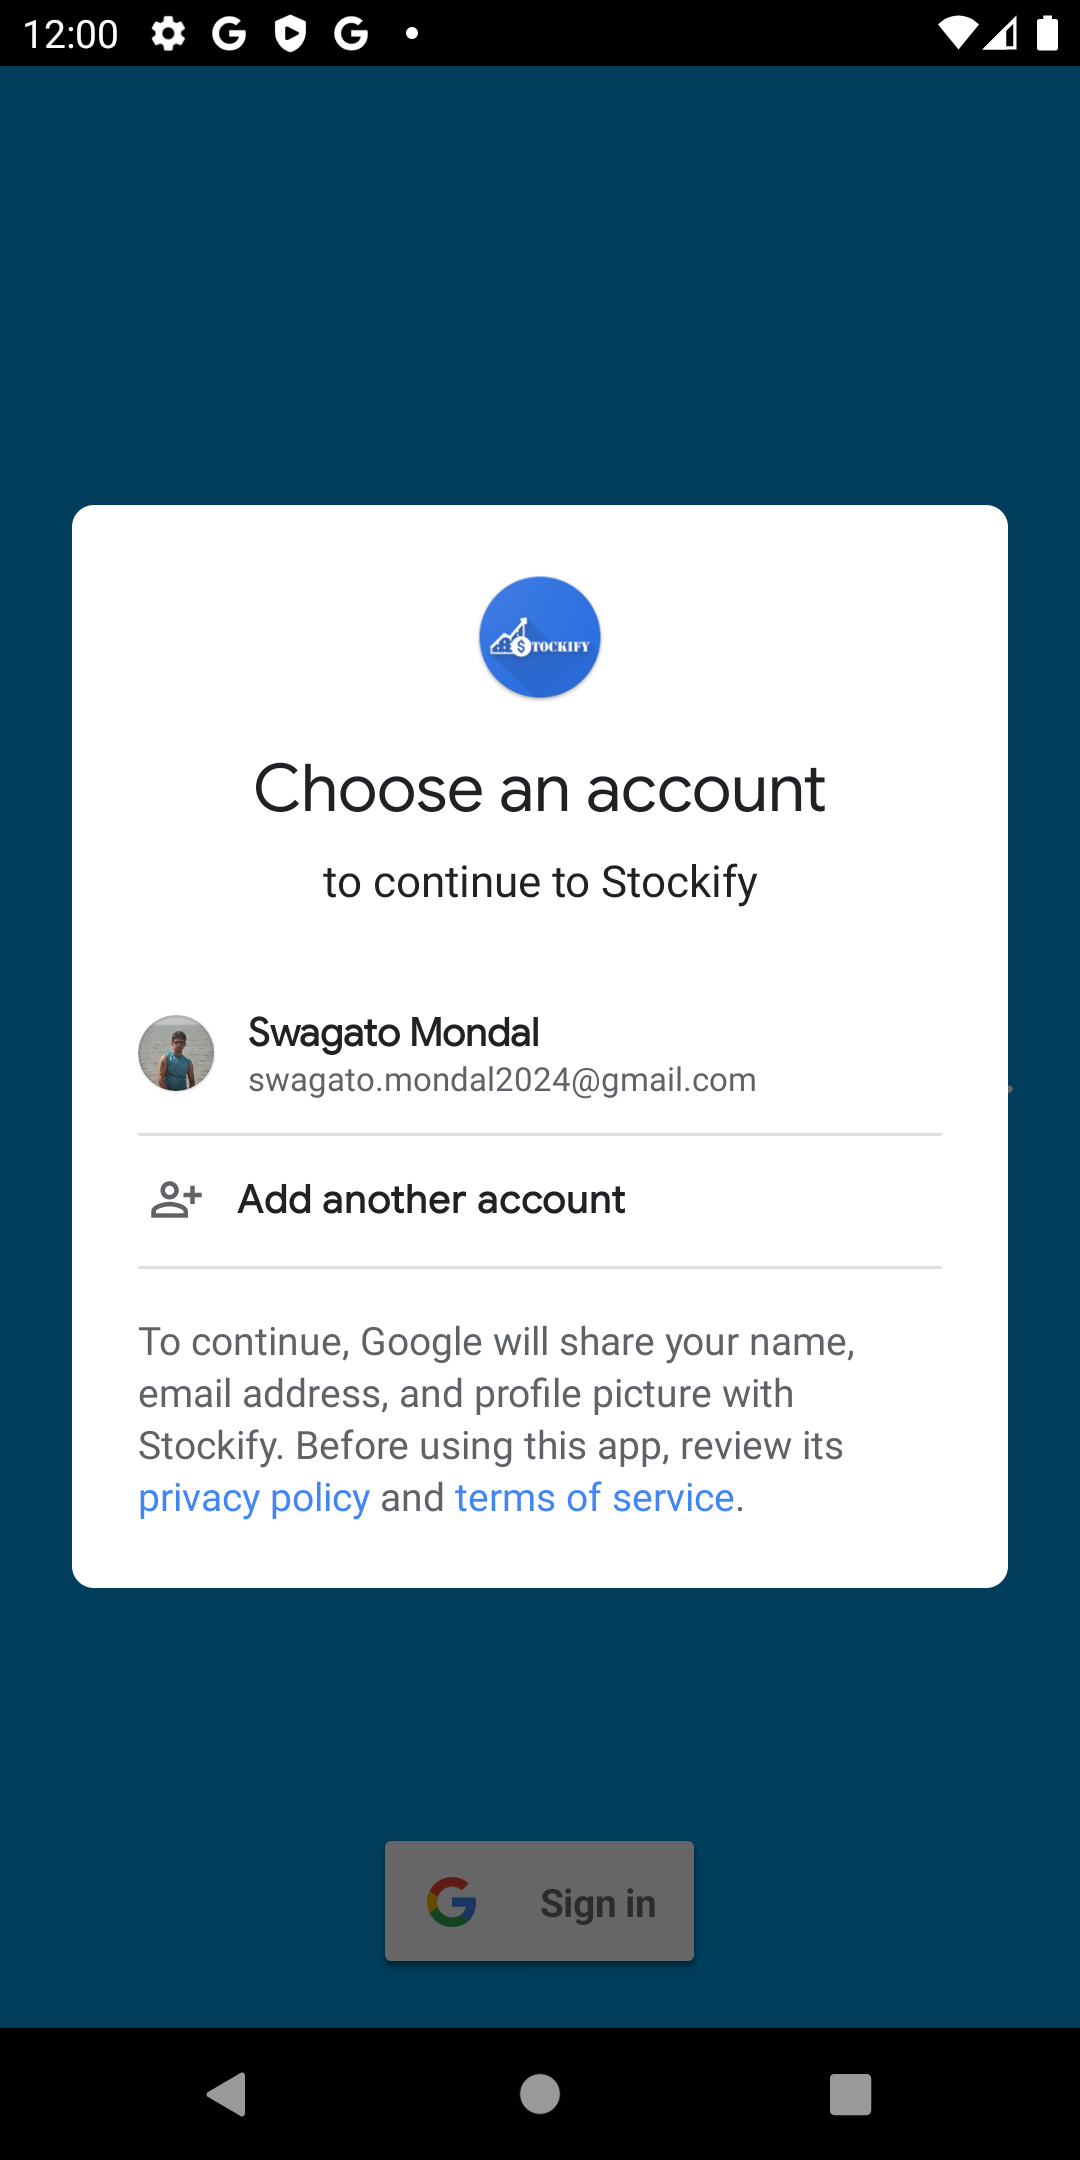 12:00
$TOCKIFY
Choose an account
to continue to Stockify
Swagato Mondal
swagato.mondal2024@gmail.com
Add another account
To continue, Google will share your name,
email address, and profile picture with
Stockify. Before using this app, review its
privacy policy and terms of service.
Sign in